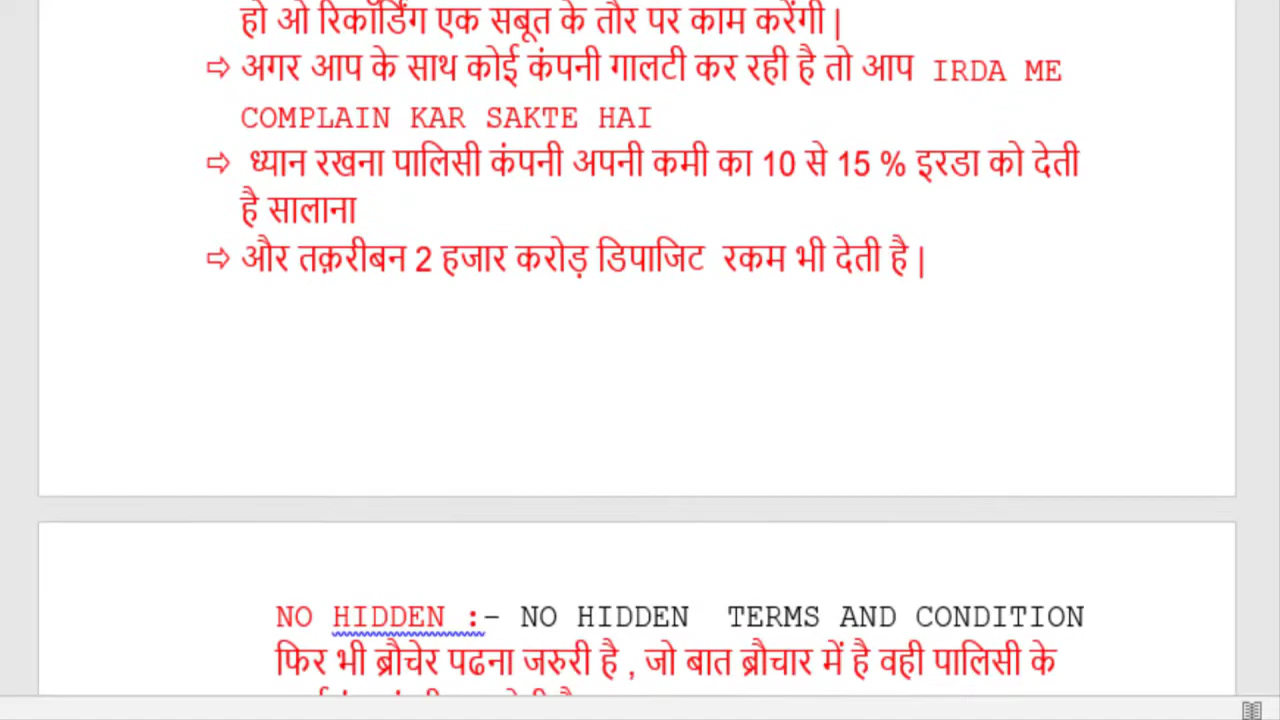 हो ओ रिकॉर्डिंग एक सबूत के तौर पर काम करेंगी |
⇨ अगर आप के साथ कोई कंपनी गालटी कर रही है तो आप IRDA ME
COMPLAIN KAR SAKTE HAI
⇨ ध्यान रखना पालिसी कंपनी अपनी कमी का 10 से 15 % इरडा को देती
है सालाना
⇨ और तक़रीबन 2 हजार करोड़ डिपाजिट रकम भी देती है |
NO HIDDEN :- NO HIDDEN TERMS AND CONDITION
फिर भी ब्रौचेर पढना जरुरी है , जो बात ब्रौचार में है वही पालिसी के